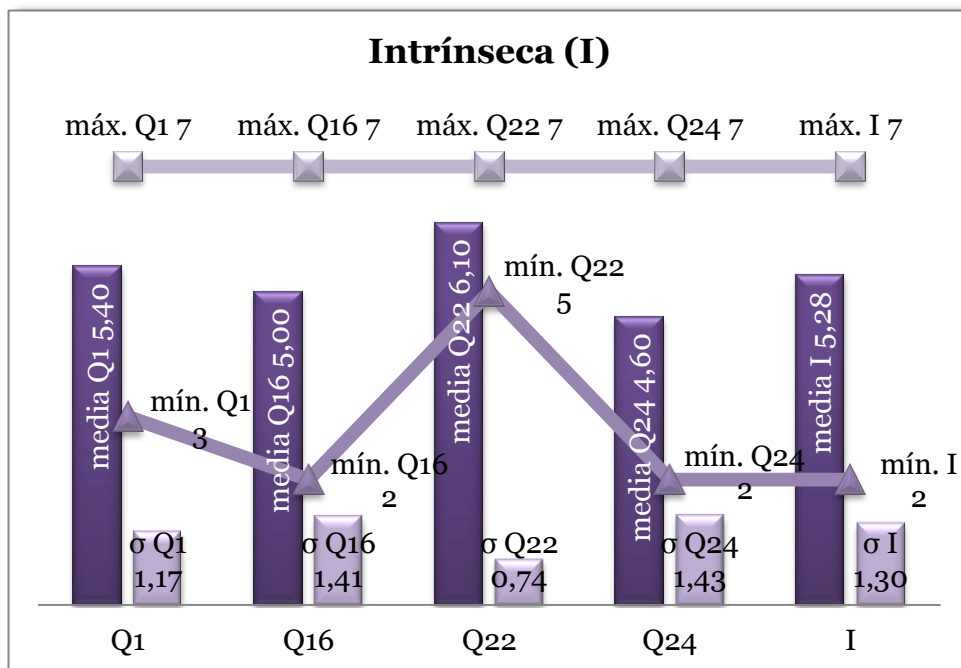 Intrínseca (I)
máx. Q1 7
máx. Q16 7
máx. Q22 7
máx. Q24 7
máx. I 7
media Q1 5,40
media Q16 5,00
media Q22 6,10
media Q24 4,60
media I 5,28
mín. Q1
3
mín. Q16
2
mín. Q22
5
mín. Q24
2
mín. I
2
σ Q1
1,17
σ Q16
1,41
σ Q22
0,74
σ Q24
1,43
σ I
1,30
Q1
Q16
Q22
Q24
I